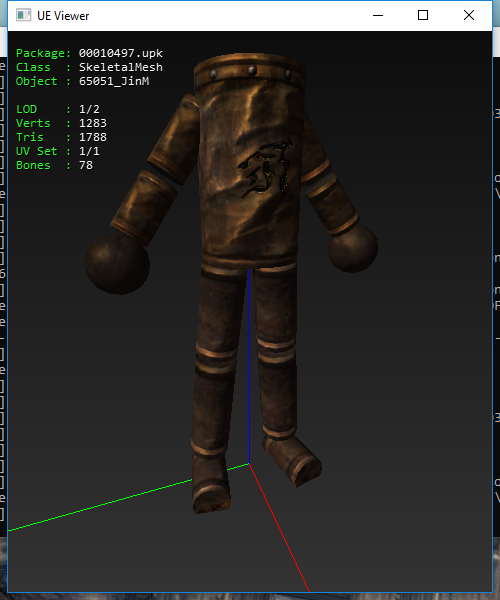 UE Viewer
Package: 00010497.upk
Class : SkeletalMesh
Object : 65051_JinM
LOD : 1/2
Verts : 1283
Tris : 1788
UV Set : 1/1
Bones : 78